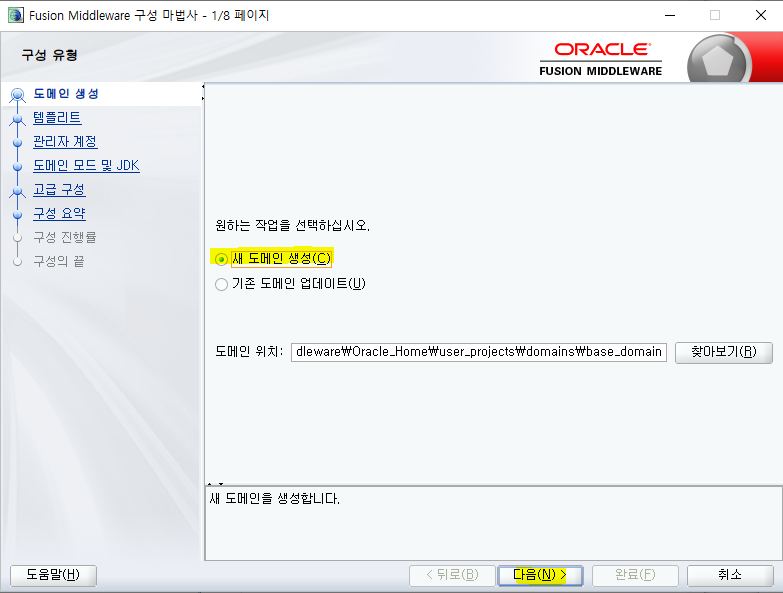 Fusion Middleware 구성 마법사 - 1/8 페이지
구성 유형
ORACLE
FUSION MIDDLEWARE
도메인 생성
템플리트
관리자 계정
도메인 모드 및 JDK
고급 구성
구성 요약
구성 진행률
구성의 끝
원하는 작업을 선택하십시오.
새 도메인 생성(C)
기존 도메인 업데이트(U)
도메인 위치: dleware₩Oracle_Home₩user_projects₩domains₩base_domain 찾아보기(R)
새 도메인을 생성합니다.
도움말(H) < 뒤로(B) 다음(N) > 완료(F) 취소